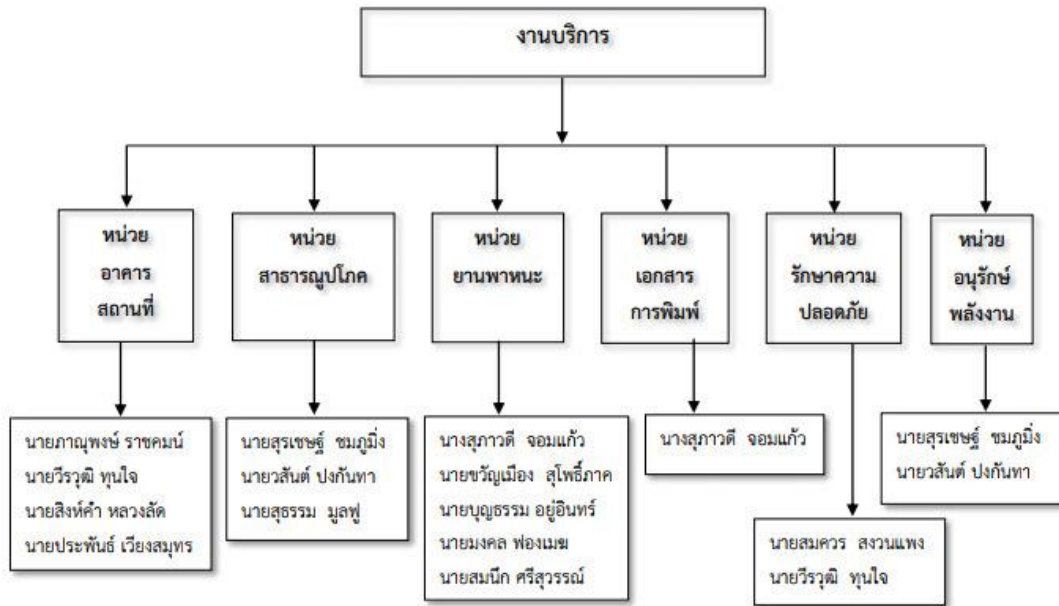 งานบริการ
หน่วย
อาคาร
สถานที่
หน่วย
สาธารณูปโภค
หน่วย
ยานพาหนะ
หน่วย
เอกสาร
การพิมพ์
หน่วย
รักษาความ
ปลอดภัย
หน่วย
อนุรักษ์
พลังงาน
นายภาณุพงษ์ ราชคมน์
นายวีรวุฒิ ทุนใจ
นายสิงห์คำ หลวงลัด
นายประพันธ์ เวียงสมุทร
นายสุรเชษฐ์ ชมภูมิ่ง
นายวสันต์ ปงกันทา
นายสุธรรม มูลฟู
นางสุภาวดี จอมแก้ว
นายขวัญเมือง สุโพธิ์ภาค
นายบุญธรรม อยู่อินทร์
นายมงคล ฟองเมฆ
นายสมนึก ศรีสุวรรณ์
นางสุภาวดี จอมแก้ว
นายสมควร สงวนแพง
นายวีรวุฒิ ทุนใจ
นายสุรเชษฐ์ ชมภูมิ่ง
นายวสันต์ ปงกันทา